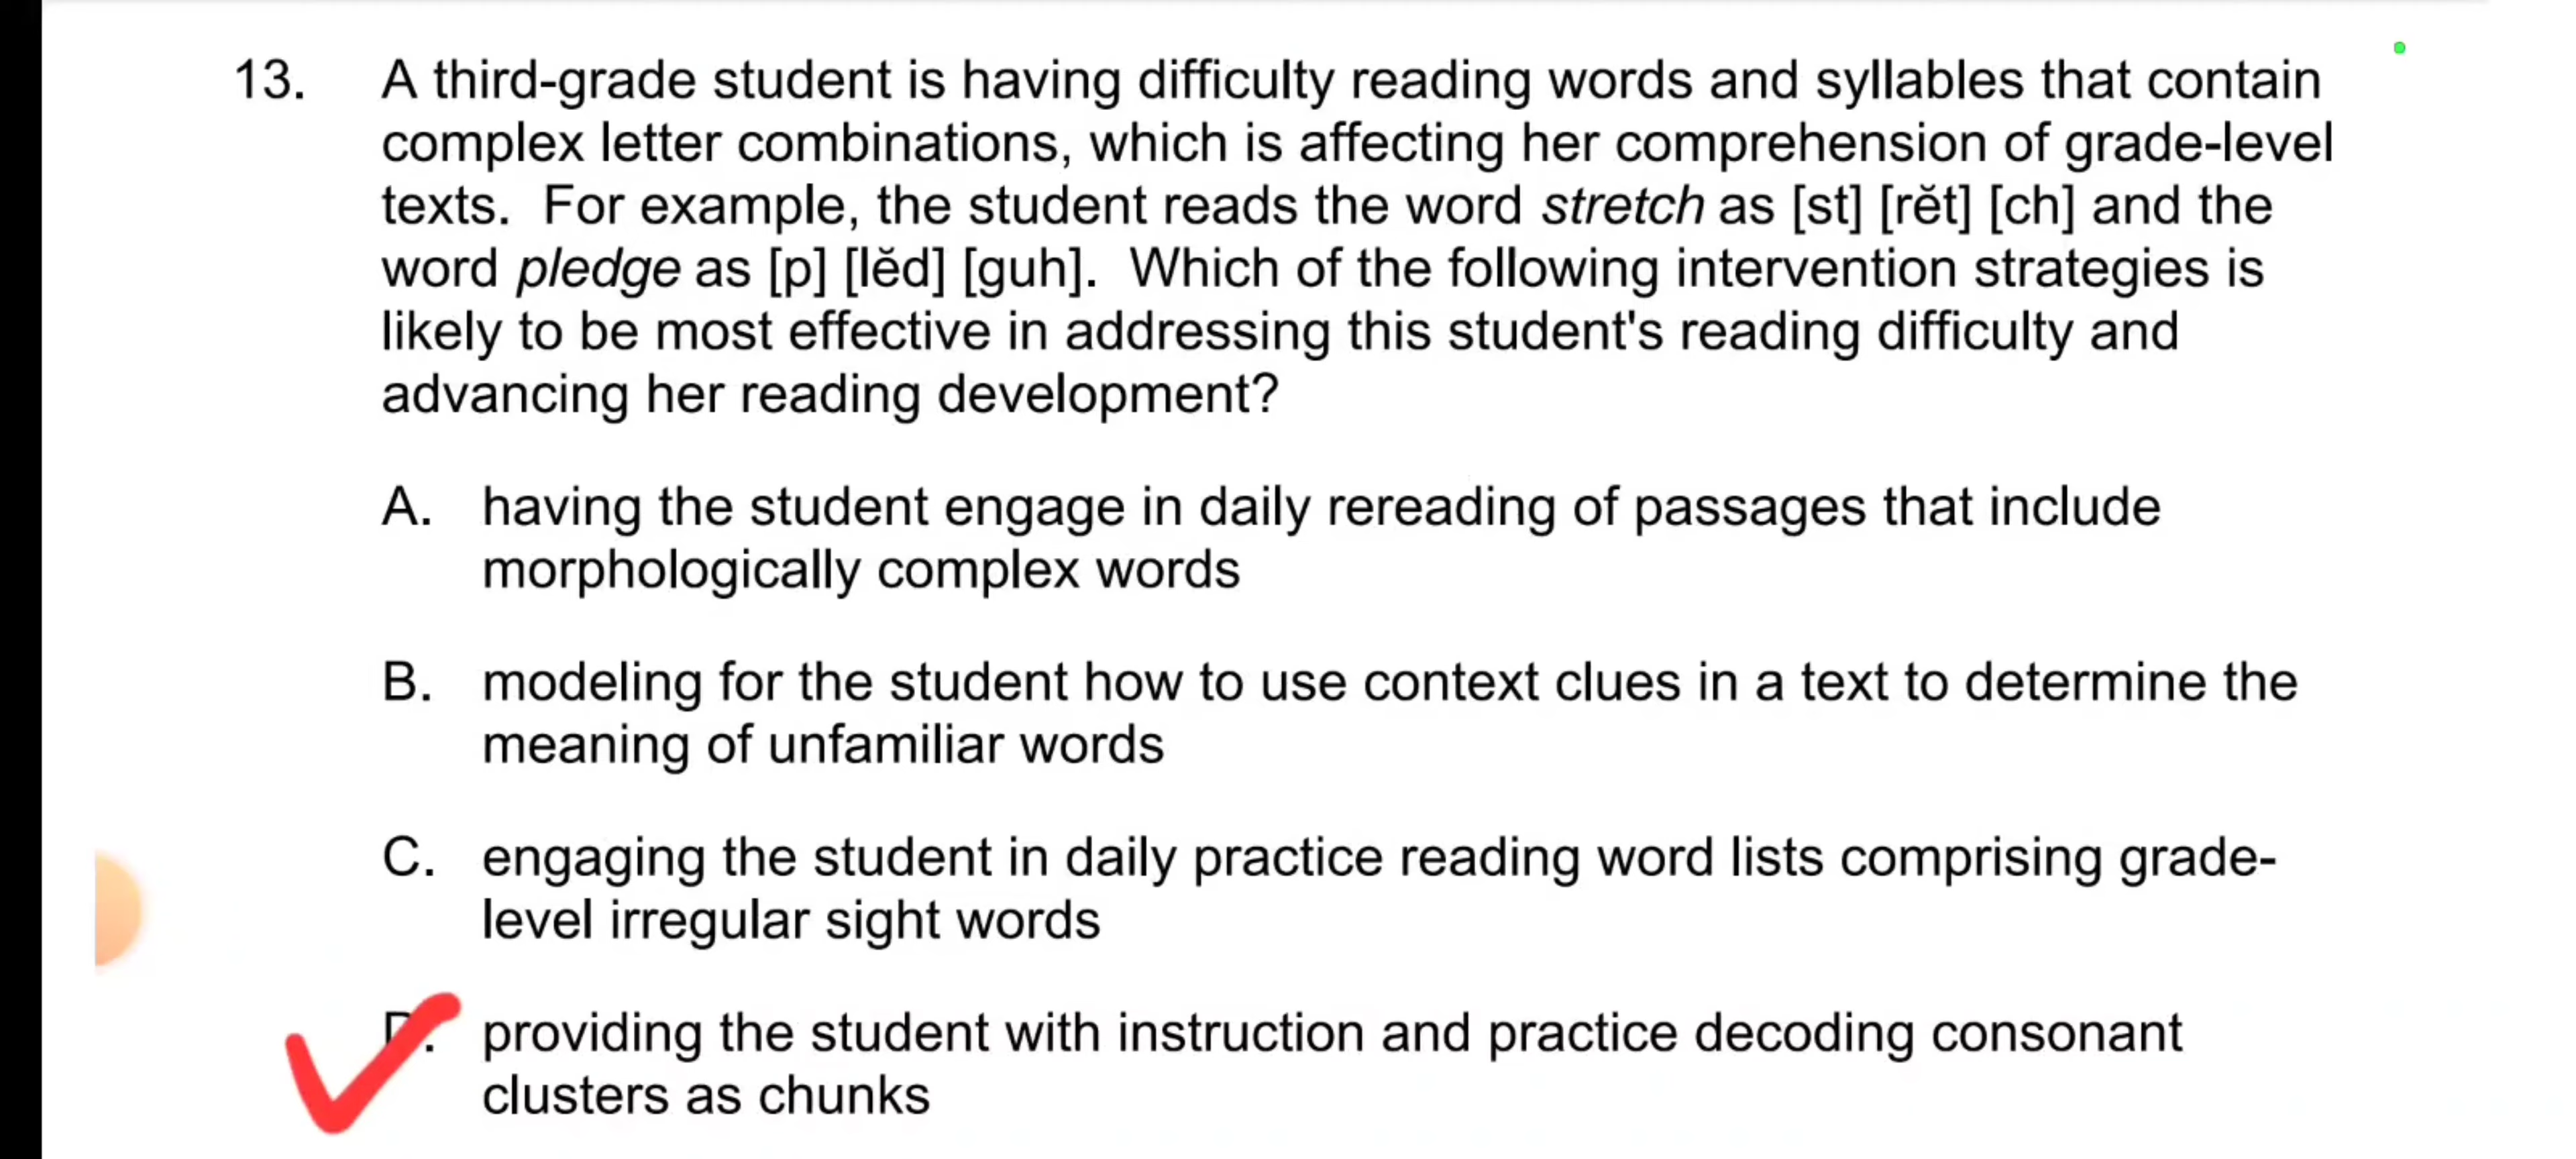 13. A third-grade student is having difficulty reading words and syllables that contain
complex letter combinations, which is affecting her comprehension of grade-level
texts. For example, the student reads the word stretch as [st] [rĕt] [ch] and the
word pledge as [p] [lĕd] [guh]. Which of the following intervention strategies is
likely to be most effective in addressing this student's reading difficulty and
advancing her reading development?
A. having the student engage in daily rereading of passages that include
morphologically complex words
B. modeling for the student how to use context clues in a text to determine the
meaning of unfamiliar words
C. engaging the student in daily practice reading word lists comprising grade-
level irregular sight words
D. providing the student with instruction and practice decoding consonant
clusters as chunks